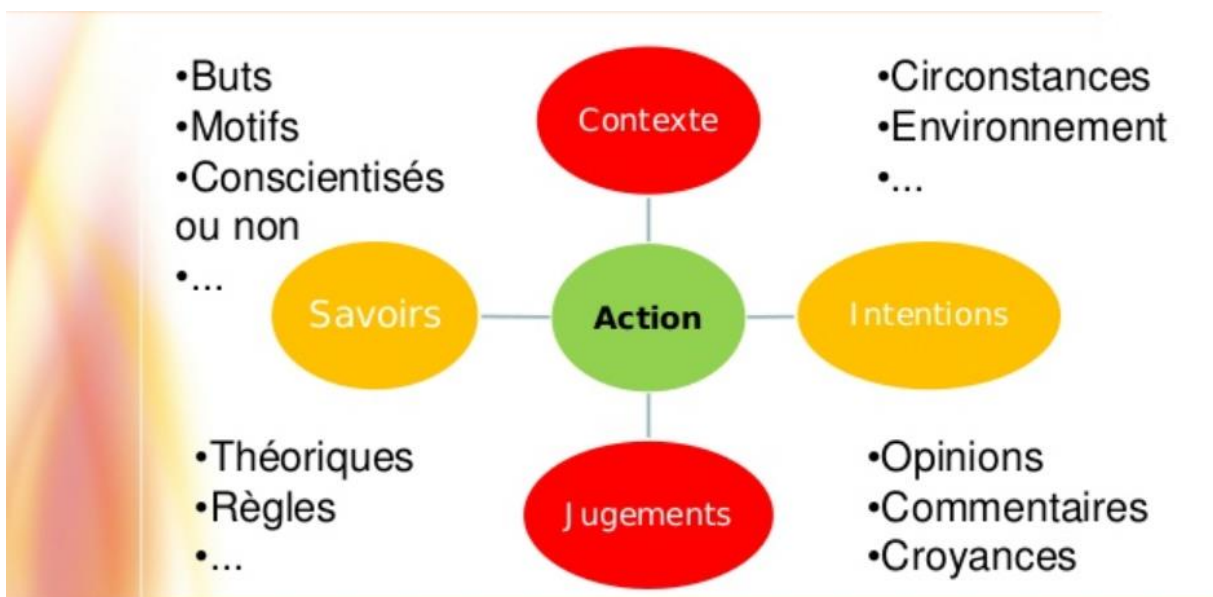 •Buts
•Motifs
•Conscientisés
ou non
•...
Contexte
•Circonstances
•Environnement
•...
Savoirs
Action
Intentions
•Théoriques
•Règles
•...
Jugements
•Opinions
•Commentaires
•Croyances